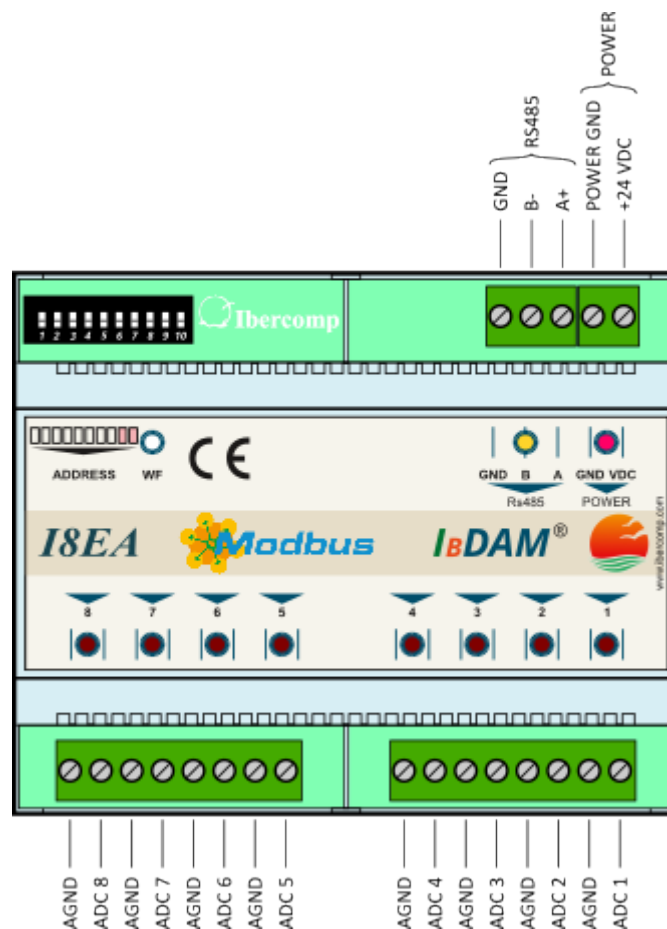 POWER
RS485
GND
B-
A+
POWER GND
+24 VDC
1 2 3 4 5 6 7 8 9 10
Ibercomp
ADDRESS WF
CE
GND B A GND VDC
Rs485 POWER
I8EA Modbus IBDAM®
www.ibercomp.com
8 7 6 5 4 3 2 1
AGND
ADC 8
AGND
ADC 7
AGND
ADC 6
AGND
ADC 5
AGND
ADC 4
AGND
ADC 3
AGND
ADC 2
AGND
ADC 1